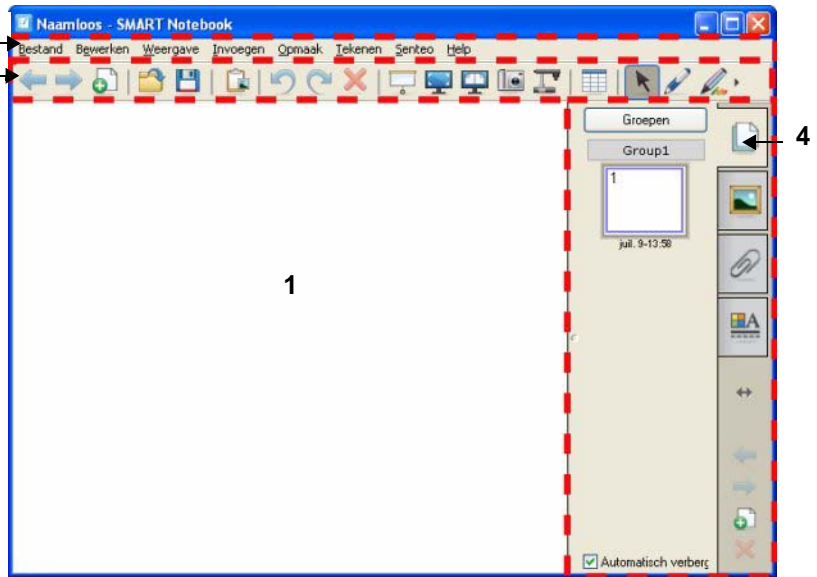 Naamloos - SMART Notebook
Bestand Bewerken Weergave Invoegen Opmaak Tekenen Senteo Help
Groepen
4
Group1
1
juil. 9-13:58
1
A
Automatisch verberg